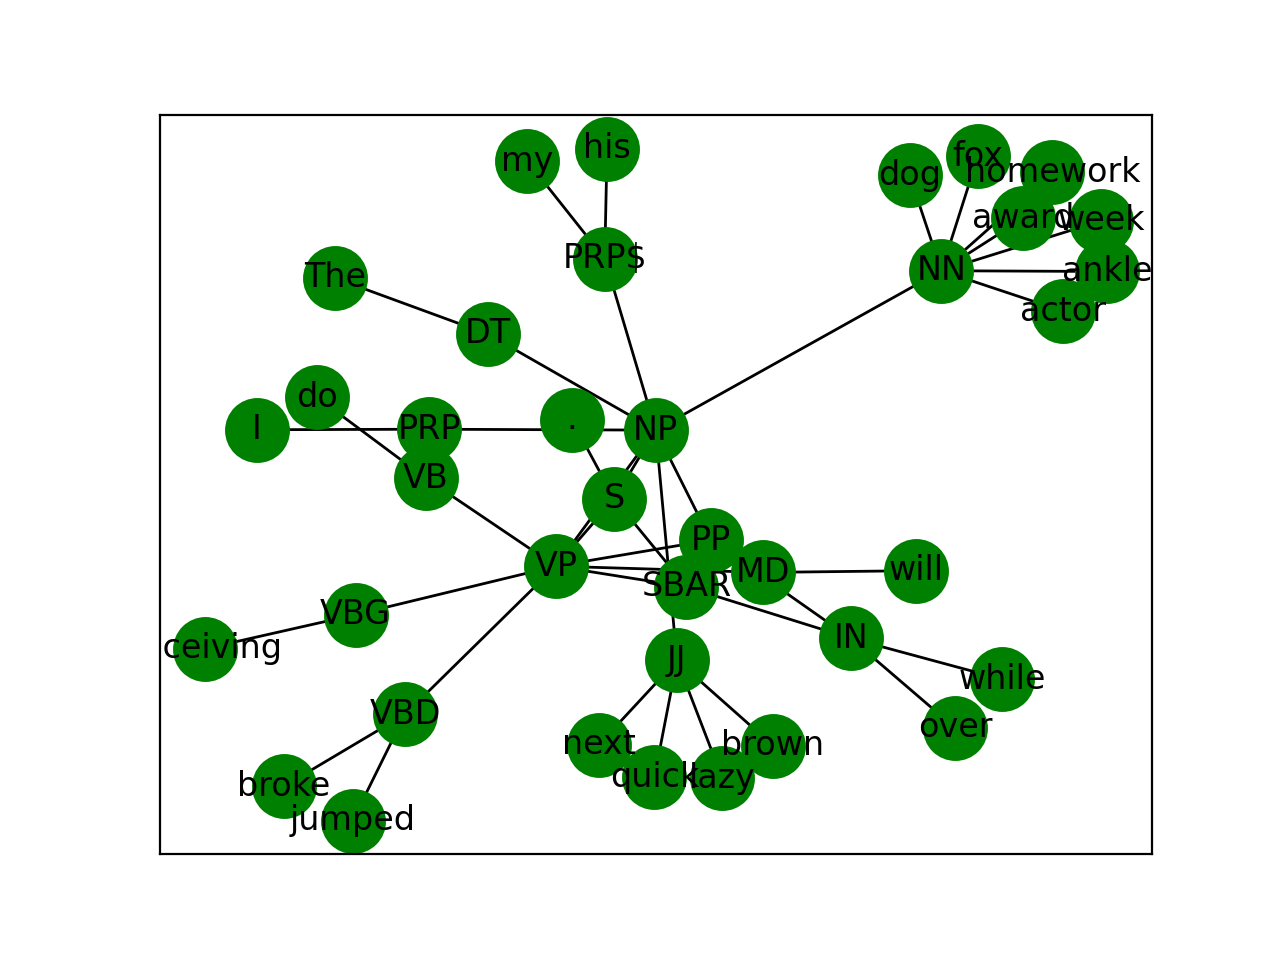 his
my
fox
homework
dog
award
week
PRP$
NN
ankle
The
actor
DT
do
I
PRP
.
NP
VB
S
PP
VP
SBAR
MD
will
VBG
IN
ceiving
JJ
while
VBD
over
next
brown
quick
lazy
broke
jumped